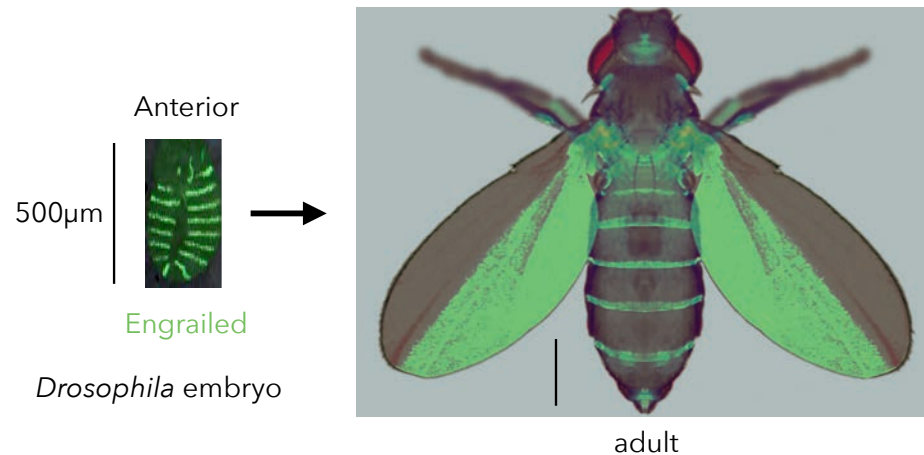 Anterior
500µm
Engrailed
Drosophila embryo
adult